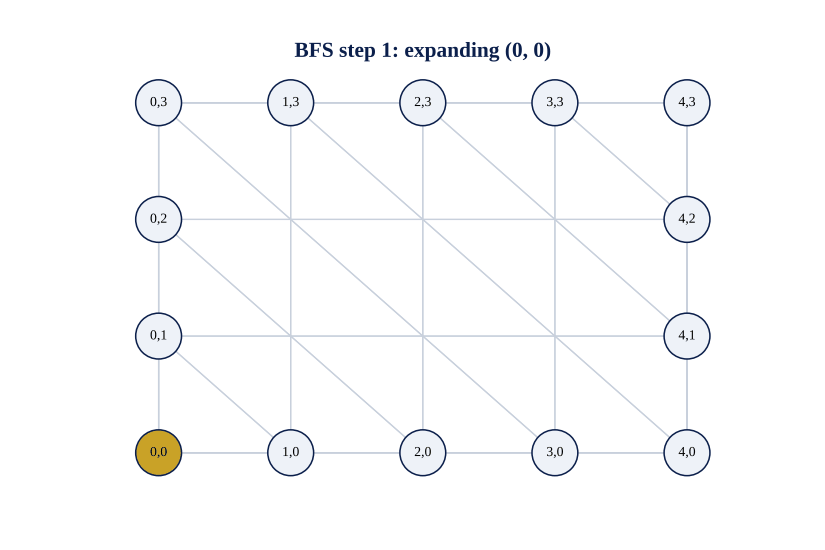 BFS step 1: expanding (0, 0)
0,3 1,3 2,3 3,3 4,3
0,2 4,2
0,1 4,1
0,0 1,0 2,0 3,0 4,0